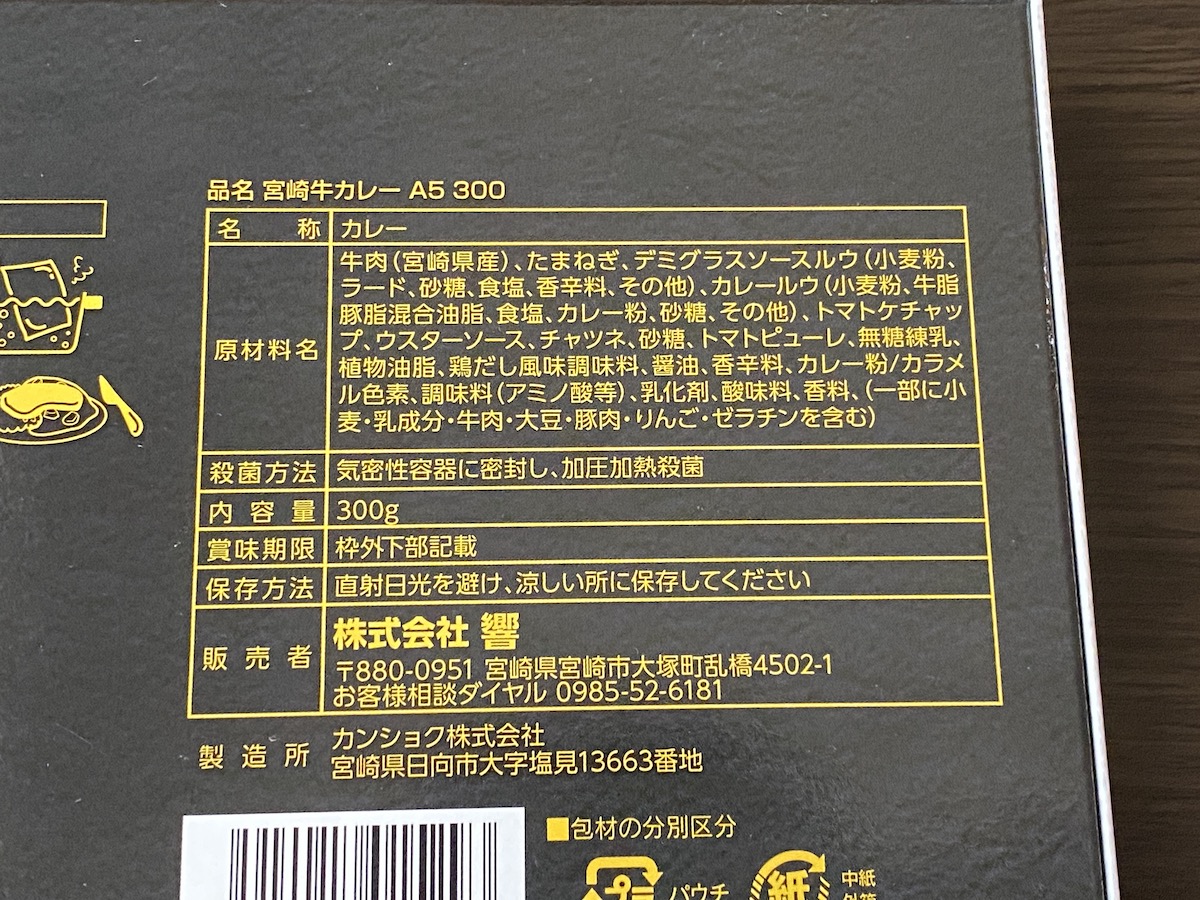 品名 宮崎牛カレー A5 300
名称 カレー
原材料名
牛肉(宮崎県産)、たまねぎ、デミグラスソースルウ(小麦粉、
ラード、砂糖、食塩、香辛料、その他)、カレールウ(小麦粉、牛脂
豚脂混合油脂、食塩、カレー粉、砂糖、その他)、トマトケチャッ
プ、ウスターソース、チャツネ、砂糖、トマトピューレ、無糖練乳、
植物油脂、鶏だし風味調味料、醤油、香辛料、カレー粉/カラメ
ル色素、調味料(アミノ酸等)、乳化剤、酸味料、香料、(一部に小
麦・乳成分・牛肉・大豆・豚肉・りんご・ゼラチンを含む)
殺菌方法 気密性容器に密封し、加圧加熱殺菌
内容量 300g
賞味期限 枠外下部記載
保存方法 直射日光を避け、涼しい所に保存してください
販売者
株式会社 響
〒880-0951 宮崎県宮崎市大塚町乱橋4502-1
お客様相談ダイヤル 0985-52-6181
製造所
カンショク株式会社
宮崎県日向市大字塩見13663番地
■包材の分別区分
プ パウチ
紙 中紙